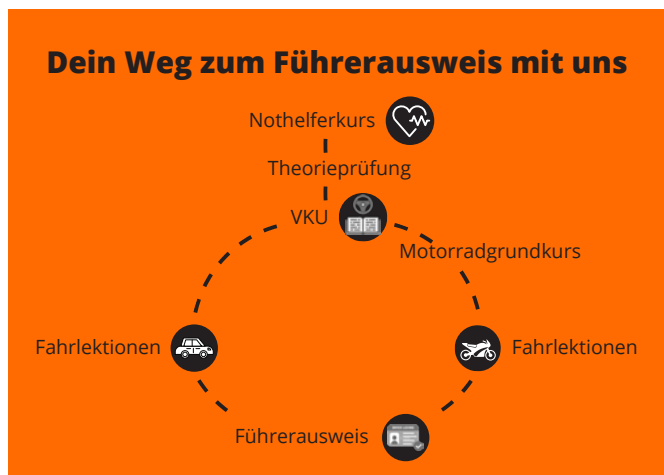 Dein Weg zum Führerausweis mit uns
Nothelferkurs
Theorieprüfung
VKU
Motorradgrundkurs
Fahrlektionen
Fahrlektionen
Führerausweis